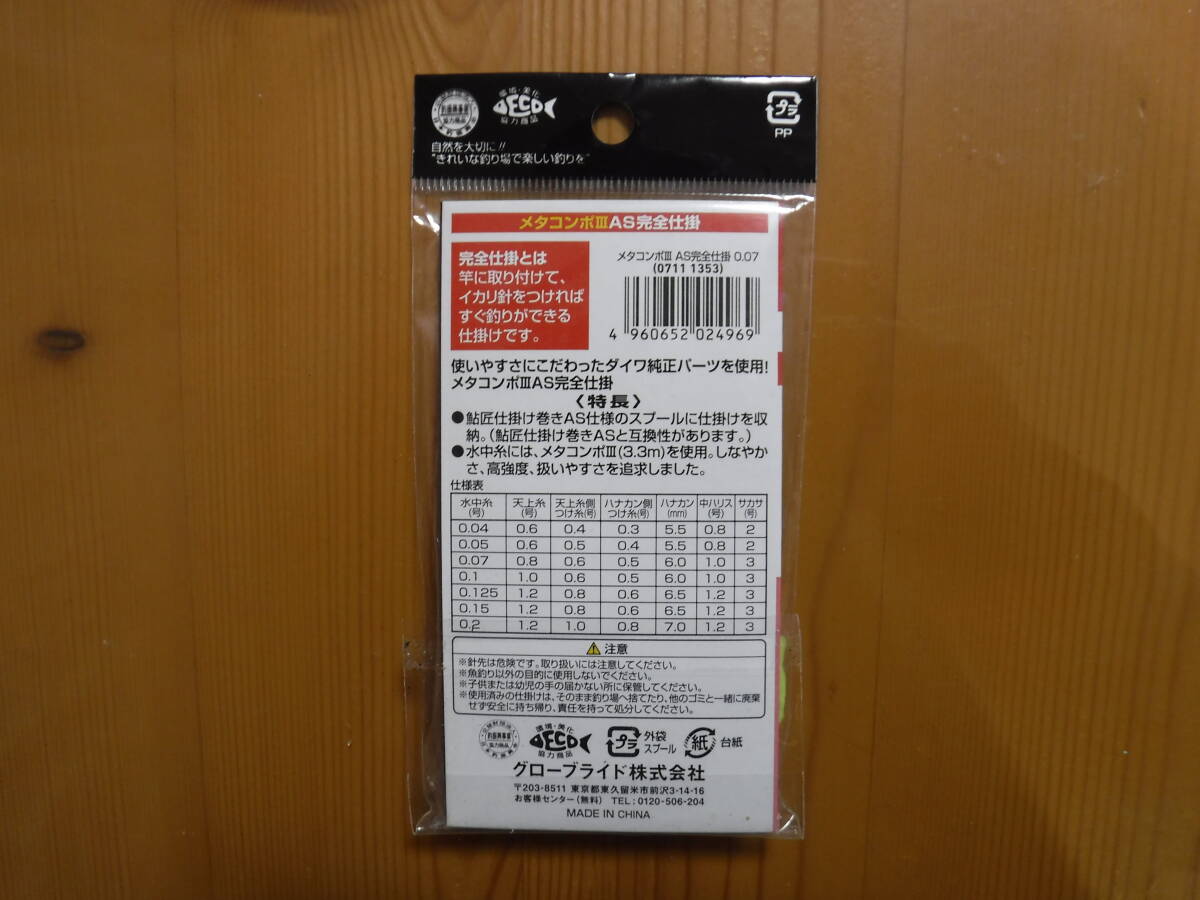 環境・美化
ECO
協力商品
自然を大切に!!
"きれいな釣り場で楽しい釣りを"
プラ
PP
メタコンポⅢAS完全仕掛
完全仕掛とは
竿に取り付けて、
イカリ針をつければ
すぐ釣りができる
仕掛けです。
メタコンポⅢ AS完全仕掛 0.07
(0711 1353)
4 960652 024969
使いやすさにこだわったダイワ純正パーツを使用!
メタコンポⅢAS完全仕掛
〈特長〉
●鮎匠仕掛け巻きAS仕様のスプールに仕掛けを収
納。(鮎匠仕掛け巻きASと互換性があります。)
●水中糸には、メタコンポⅢ(3.3m)を使用。しなやか
さ、高強度、扱いやすさを追求しました。
仕様表
水中糸(号) 天上糸(号) 天上糸側つけ糸(号) ハナカン側つけ糸(号) ハナカン(mm) 中ハリス(号) サカサ(号)
0.04 0.6 0.4 0.3 5.5 0.8 2
0.05 0.6 0.5 0.4 5.5 0.8 2
0.07 0.8 0.6 0.5 6.0 1.0 3
0.1 1.0 0.6 0.5 6.0 1.0 3
0.125 1.2 0.8 0.6 6.5 1.2 3
0.15 1.2 0.8 0.6 6.5 1.2 3
0.2 1.2 1.0 0.8 7.0 1.2 3
注意
※針先は危険です。取り扱いには注意してください。
※魚釣り以外の目的に使用しないでください。
※子供または幼児の手の届かない所に保管してください。
※使用済みの仕掛けは、そのまま釣り場へ捨てたり、他のゴミと一緒に廃棄
せず安全に持ち帰り、責任を持って処分してください。
環境・美化
ECO
協力商品
プラ
外袋
スプール
紙
台紙
グローブライド株式会社
〒203-8511 東京都東久留米市前沢3-14-16
お客様センター(無料) TEL:0120-506-204
MADE IN CHINA